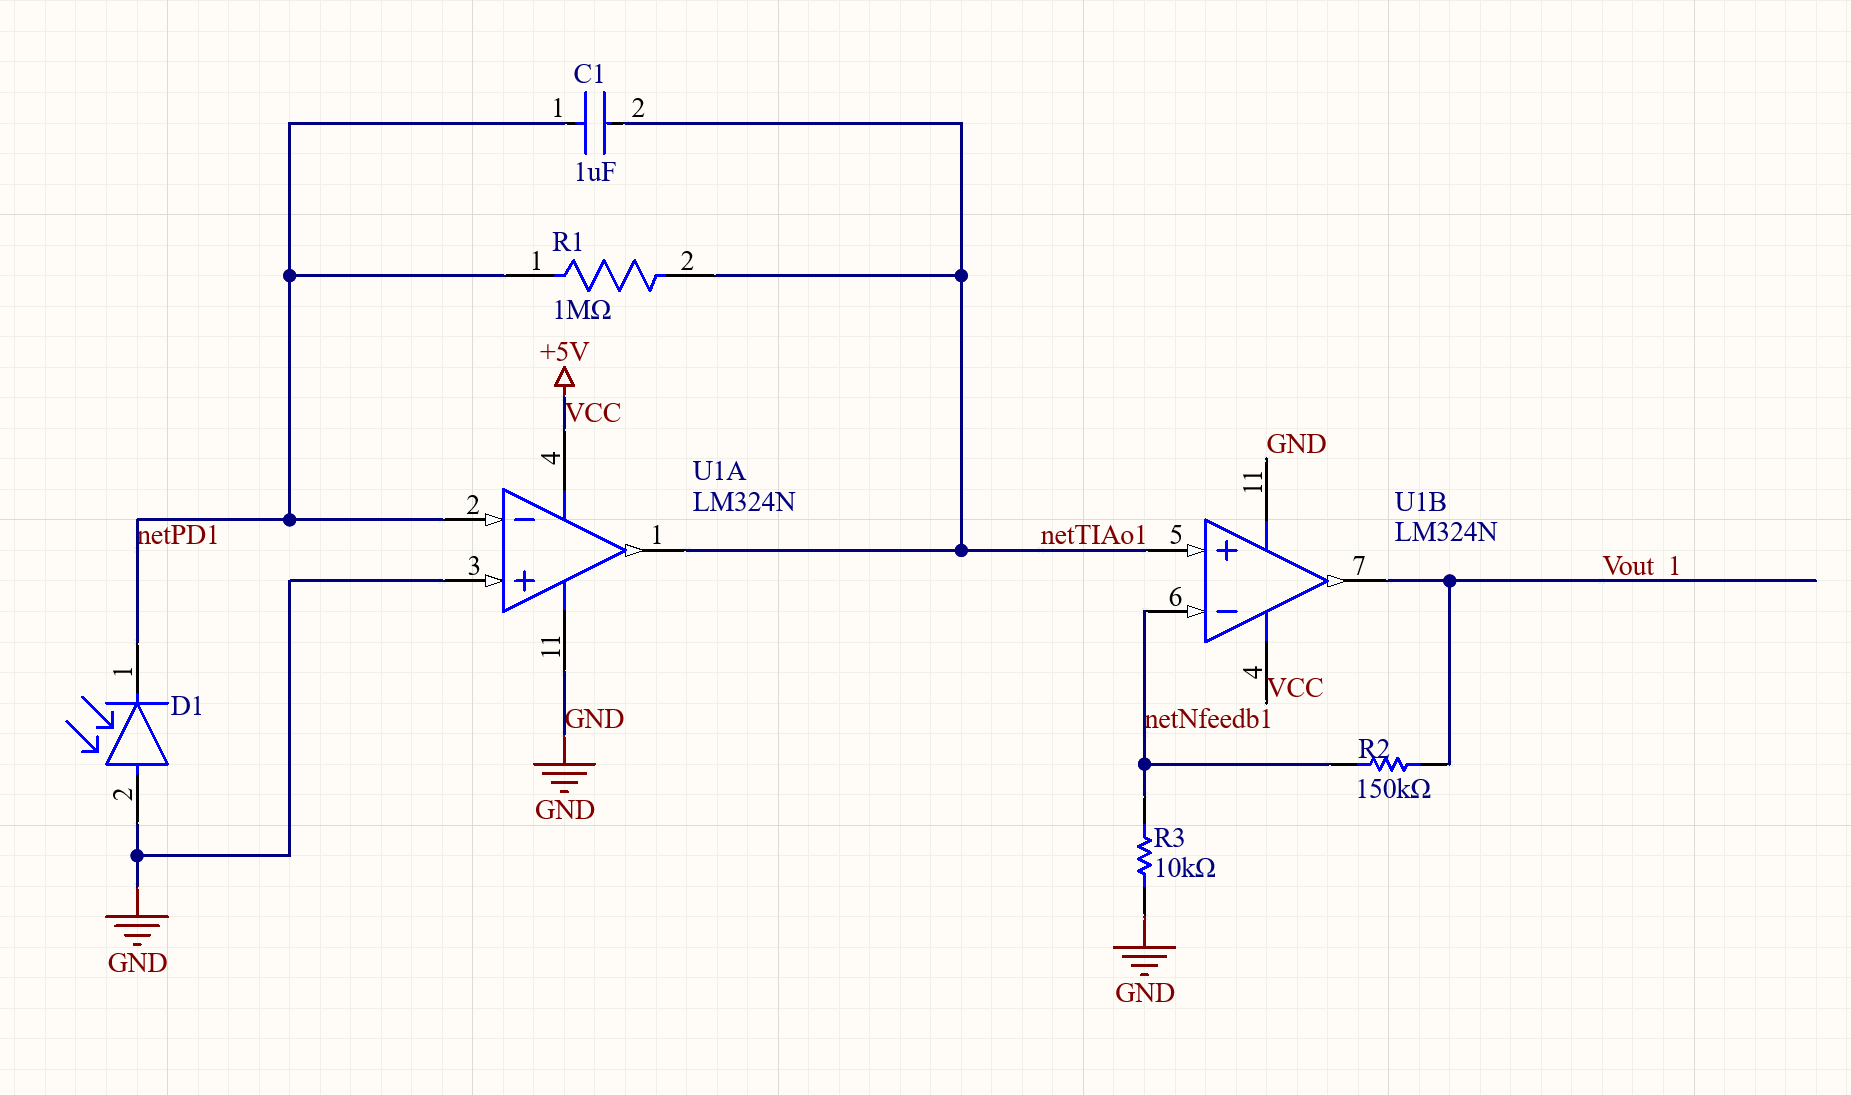 C1
1 2
1uF
R1
1 2
1MΩ
+5V
VCC
4
U1A
LM324N
2
3
1
11
GND
GND
netPD1
1
D1
2
GND
netTIAo1
GND
11
U1B
LM324N
5
6
7
4
VCC
Vout 1
netNfeedb1
R2
150kΩ
R3
10kΩ
GND